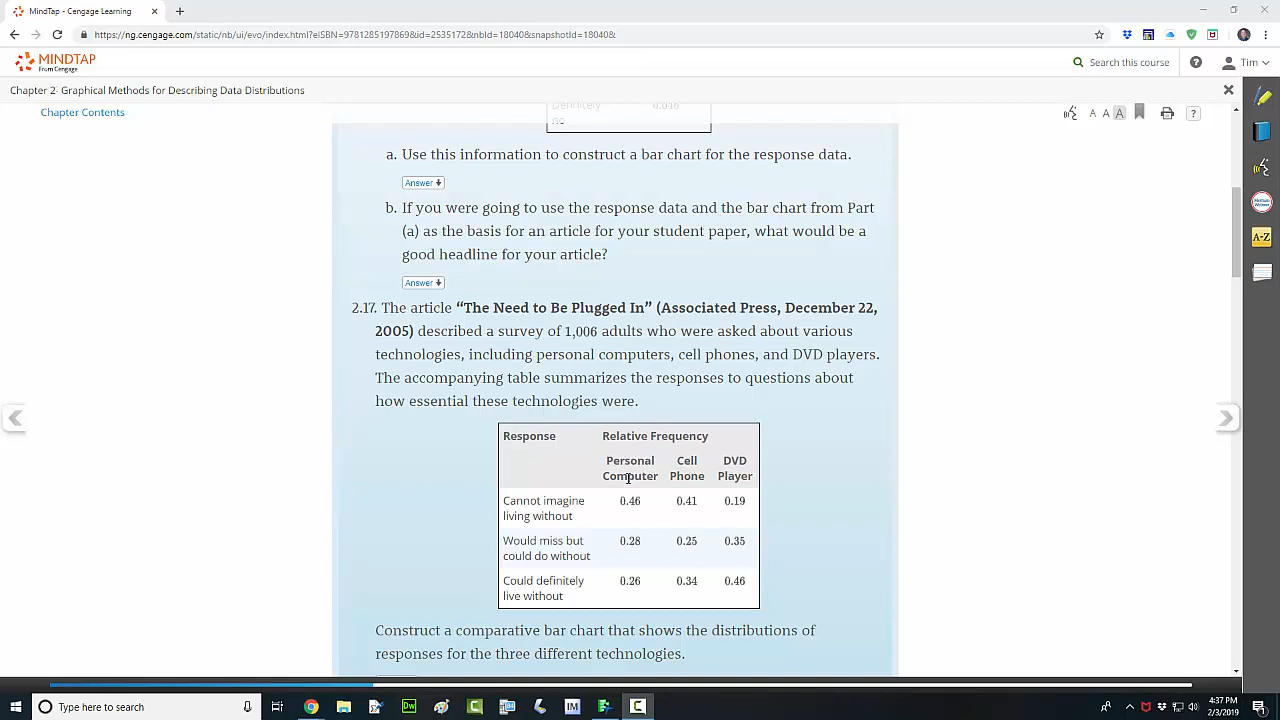 MindTap - Cengage Learning
https://ng.cengage.com/static/nb/ui/evo/index.html?eISBN=9781285197869&id=2535172&nbId=18040&snapshotId=18040&
MINDTAP
From Cengage
Search this course
Tim
Chapter 2: Graphical Methods for Describing Data Distributions
Chapter Contents
A A A
?
Definitely 0.046
no
a. Use this information to construct a bar chart for the response data.
Answer
b. If you were going to use the response data and the bar chart from Part
(a) as the basis for an article for your student paper, what would be a
good headline for your article?
Answer
2.17. The article “The Need to Be Plugged In” (Associated Press, December 22,
2005) described a survey of 1,006 adults who were asked about various
technologies, including personal computers, cell phones, and DVD players.
The accompanying table summarizes the responses to questions about
how essential these technologies were.
Response Relative Frequency
Personal Cell DVD
Computer Phone Player
Cannot imagine 0.46 0.41 0.19
living without
Would miss but 0.28 0.25 0.35
could do without
Could definitely 0.26 0.34 0.46
live without
Construct a comparative bar chart that shows the distributions of
responses for the three different technologies.
A-Z
Type here to search
Dw
IM
4:37 PM
2/3/2019